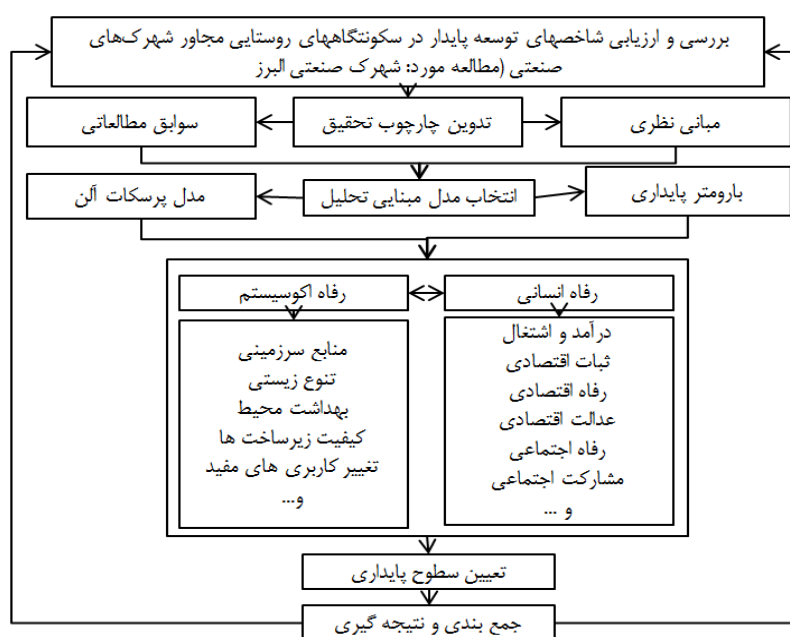 بررسی و ارزیابی شاخصهای توسعه پایدار در سکونتگاههای روستایی مجاور شهرک‌های
صنعتی (مطالعه مورد: شهرک صنعتی البرز
مبانی نظری
تدوین چارچوب تحقیق
سوابق مطالعاتی
بارومتر پایداری
انتخاب مدل مبنایی تحلیل
مدل پرسکات آلن
رفاه انسانی
رفاه اکوسیستم
درآمد و اشتغال
ثبات اقتصادی
رفاه اقتصادی
عدالت اقتصادی
رفاه اجتماعی
مشارکت اجتماعی
و ...
منابع سرزمینی
تنوع زیستی
بهداشت محیط
کیفیت زیرساخت ها
تغییر کاربری های مفید
و...
تعیین سطوح پایداری
جمع بندی و نتیجه گیری